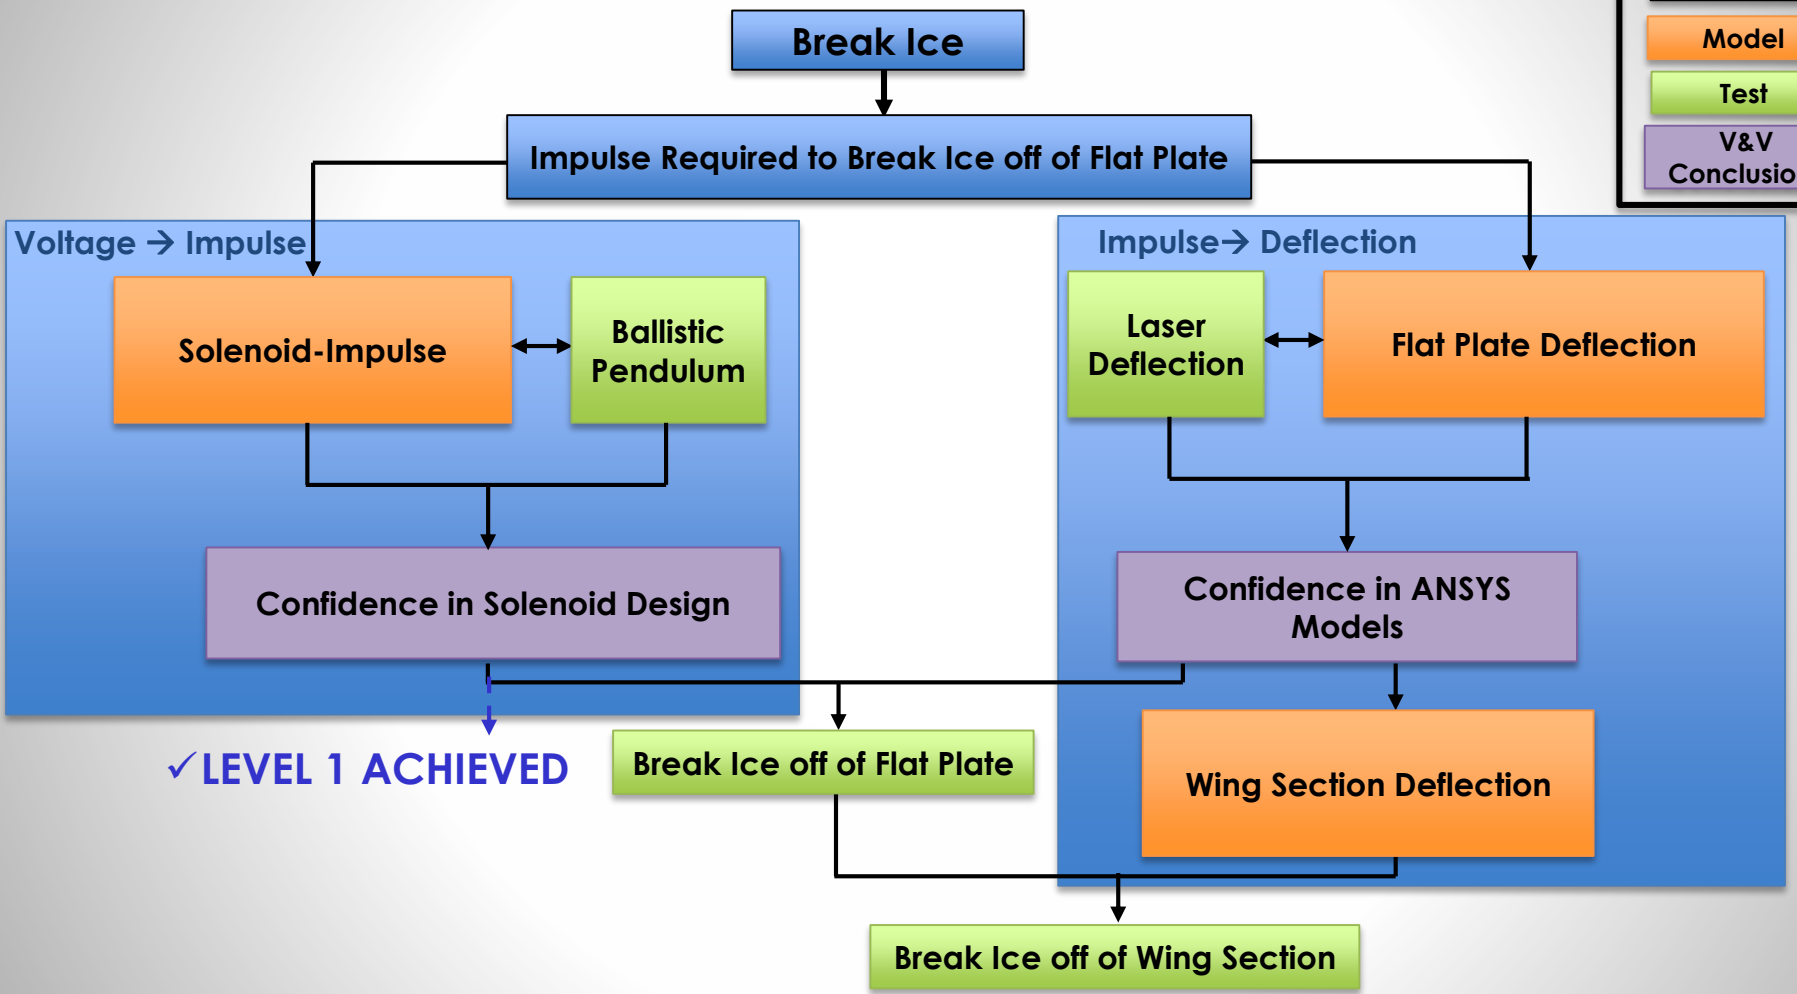 Break Ice
Model
Test
V&V
Impulse Required to Break Ice off of Flat Plate
Voltage → Impulse
Impulse→ Deflection
Solenoid-Impulse
Ballistic
Pendulum
Laser
Deflection
Flat Plate Deflection
Confidence in Solenoid Design
Confidence in ANSYS
Models
✓LEVEL 1 ACHIEVED
Break Ice off of Flat Plate
Wing Section Deflection
Break Ice off of Wing Section